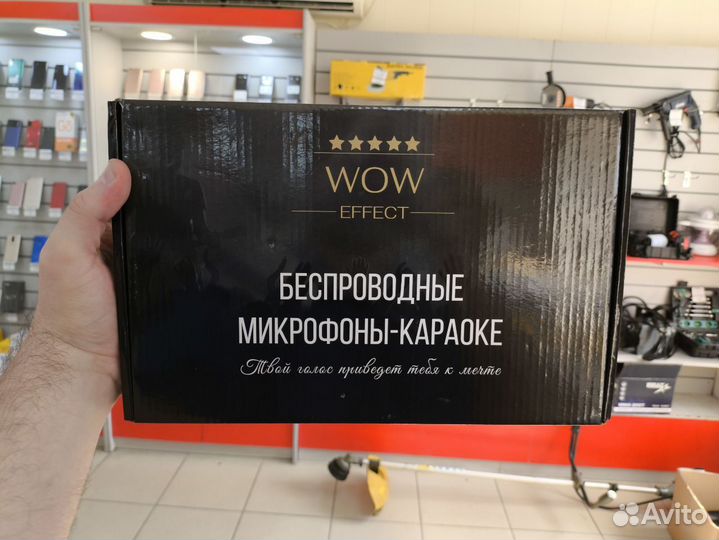 WOW
EFFECT
БЕСПРОВОДНЫЕ
МИКРОФОНЫ-КАРАОКЕ
Твой голос приведет тебя к мечте
Avito